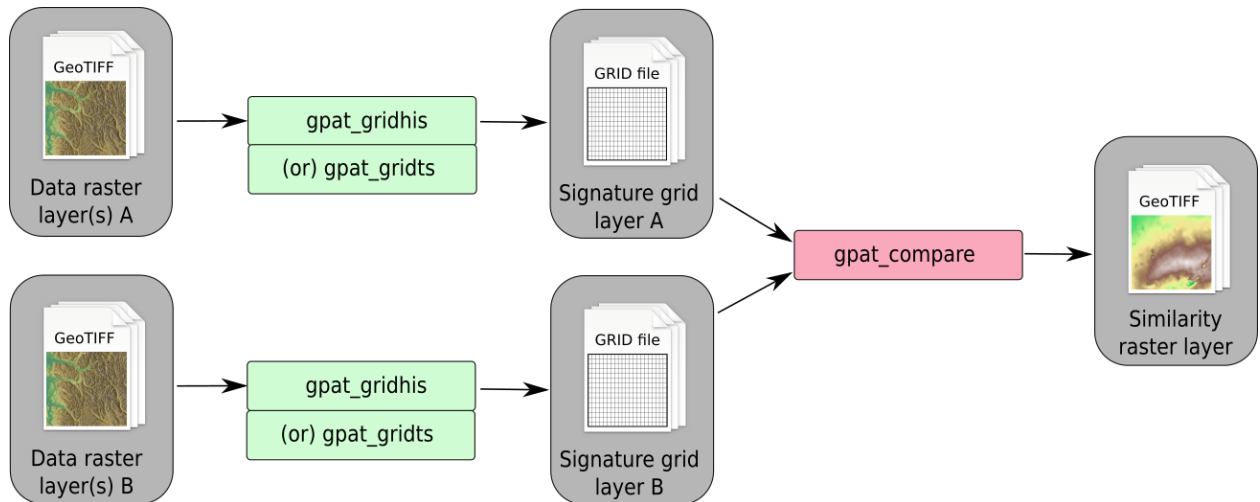 GeoTIFF
Data raster
layer(s) A
gpat_gridhis
(or) gpat_gridts
GRID file
Signature grid
layer A
GeoTIFF
Data raster
layer(s) B
gpat_gridhis
(or) gpat_gridts
GRID file
Signature grid
layer B
gpat_compare
GeoTIFF
Similarity
raster layer